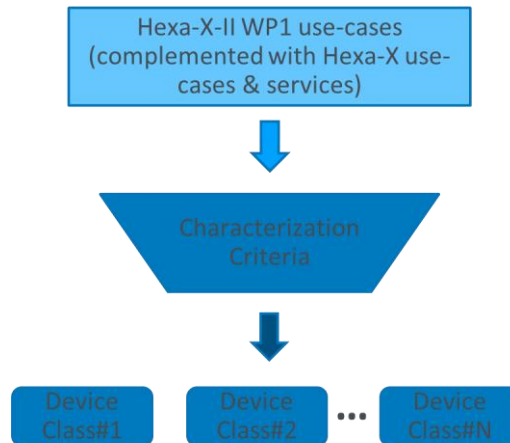 Hexa-X-II WP1 use-cases
(complemented with Hexa-X use-
cases & services)
Characterization
Criteria
Device
Class#1
Device
Class#2
...
Device
Class#N